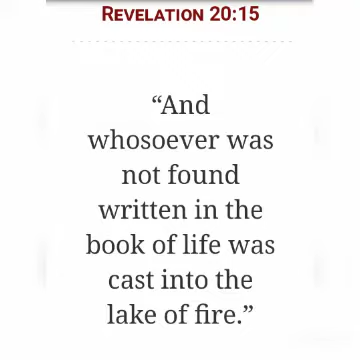 Revelation 20:15
“And
whosoever was
not found
written in the
book of life was
cast into the
lake of fire.”